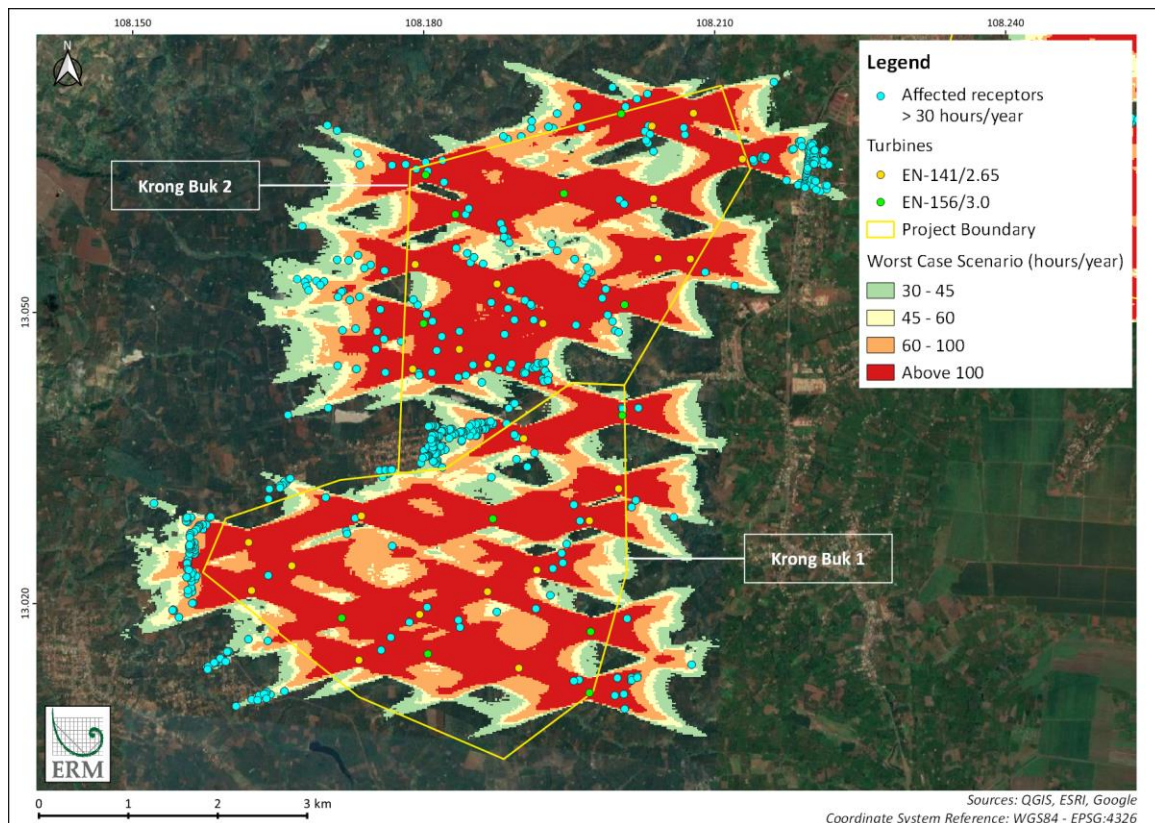 108.150
108.180
108.210
108.240
N
13.050
13.020
Krong Buk 2
Krong Buk 1
Legend
Affected receptors
> 30 hours/year
Turbines
EN-141/2.65
EN-156/3.0
Project Boundary
Worst Case Scenario (hours/year)
30 - 45
45 - 60
60 - 100
Above 100
ERM
0
1
2
3 km
Sources: QGIS, ESRI, Google
Coordinate System Reference: WGS84 - EPSG:4326